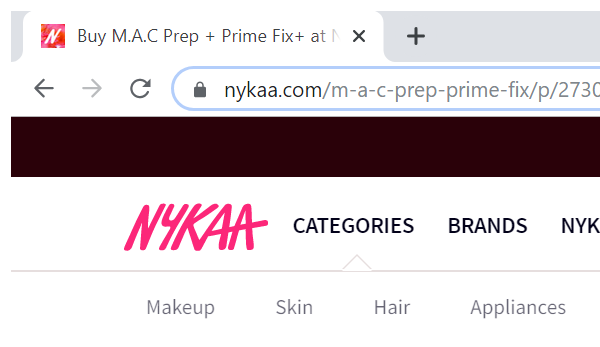 Buy M.A.C Prep + Prime Fix+ at N
nykaa.com/m-a-c-prep-prime-fix/p/2730
NYKAA CATEGORIES BRANDS NYK
Makeup Skin Hair Appliances